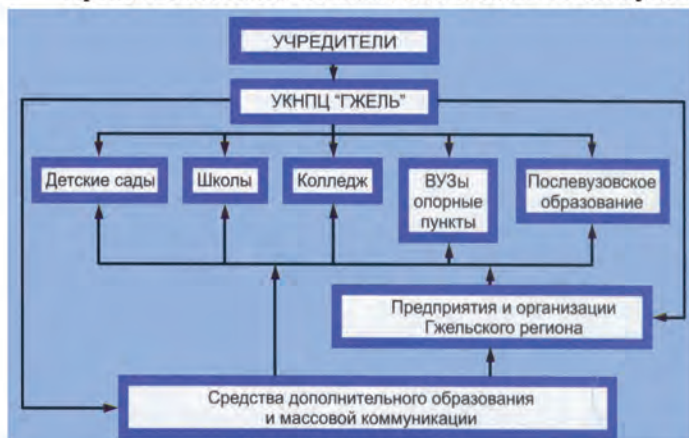 УЧРЕДИТЕЛИ
УКНПЦ "ГЖЕЛЬ"
Детские сады
Школы
Колледж
ВУЗы
опорные
пункты
Послевузовское
образование
Предприятия и организации
Гжельского региона
Средства дополнительного образования
и массовой коммуникации